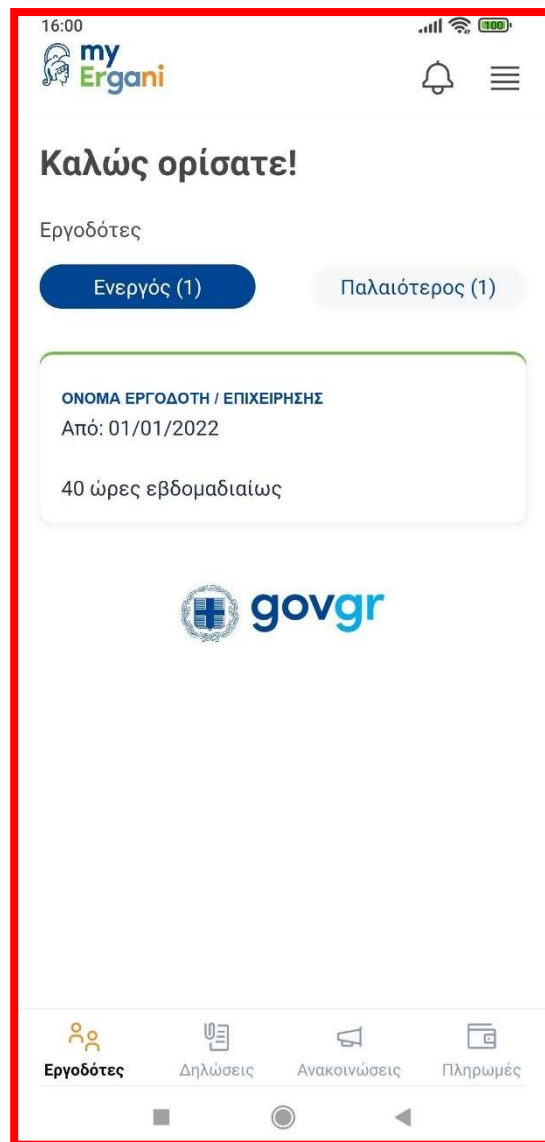 16:00
100
my
Ergani
Καλώς ορίσατε!
Εργοδότες
Ενεργός (1)
Παλαιότερος (1)
ΟΝΟΜΑ ΕΡΓΟΔΟΤΗ / ΕΠΙΧΕΙΡΗΣΗΣ
Από: 01/01/2022
40 ώρες εβδομαδιαίως
govgr
Εργοδότες
Δηλώσεις
Ανακοινώσεις
Πληρωμές